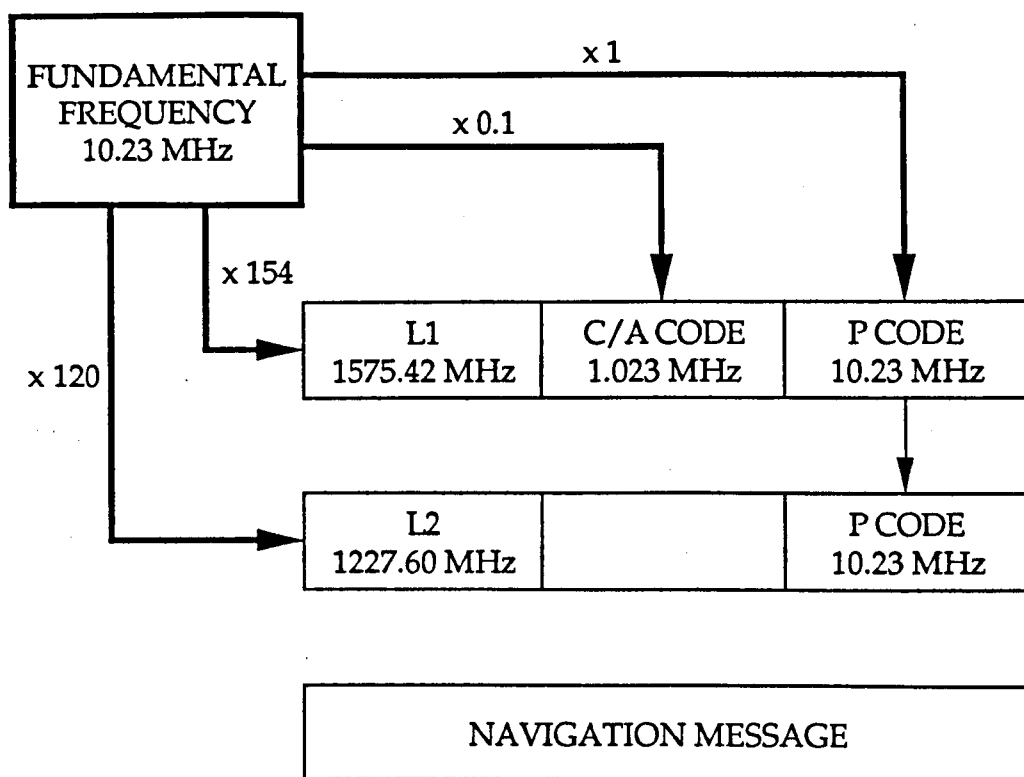 FUNDAMENTAL
FREQUENCY
10.23 MHz
x 1
x 0.1
x 154
x 120
L1
1575.42 MHz
C/A CODE
1.023 MHz
P CODE
10.23 MHz
L2
1227.60 MHz
P CODE
10.23 MHz
NAVIGATION MESSAGE